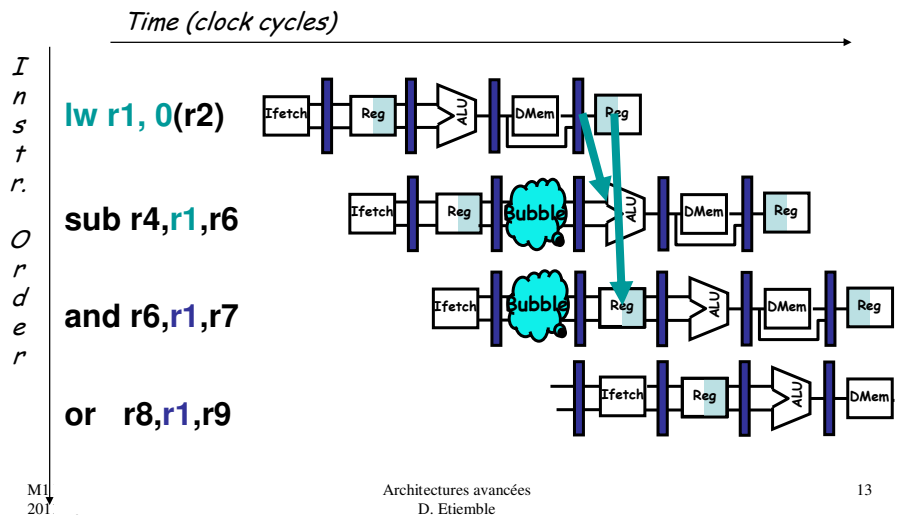 Time (clock cycles)
Instr. Order
lw r1, 0(r2)
Ifetch Reg ALU DMem Reg
sub r4,r1,r6
Ifetch Reg Bubble ALU DMem Reg
and r6,r1,r7
Ifetch Bubble Reg ALU DMem Reg
or r8,r1,r9
Ifetch Reg ALU DMem
M1
Architectures avancées
13
D. Etiemble